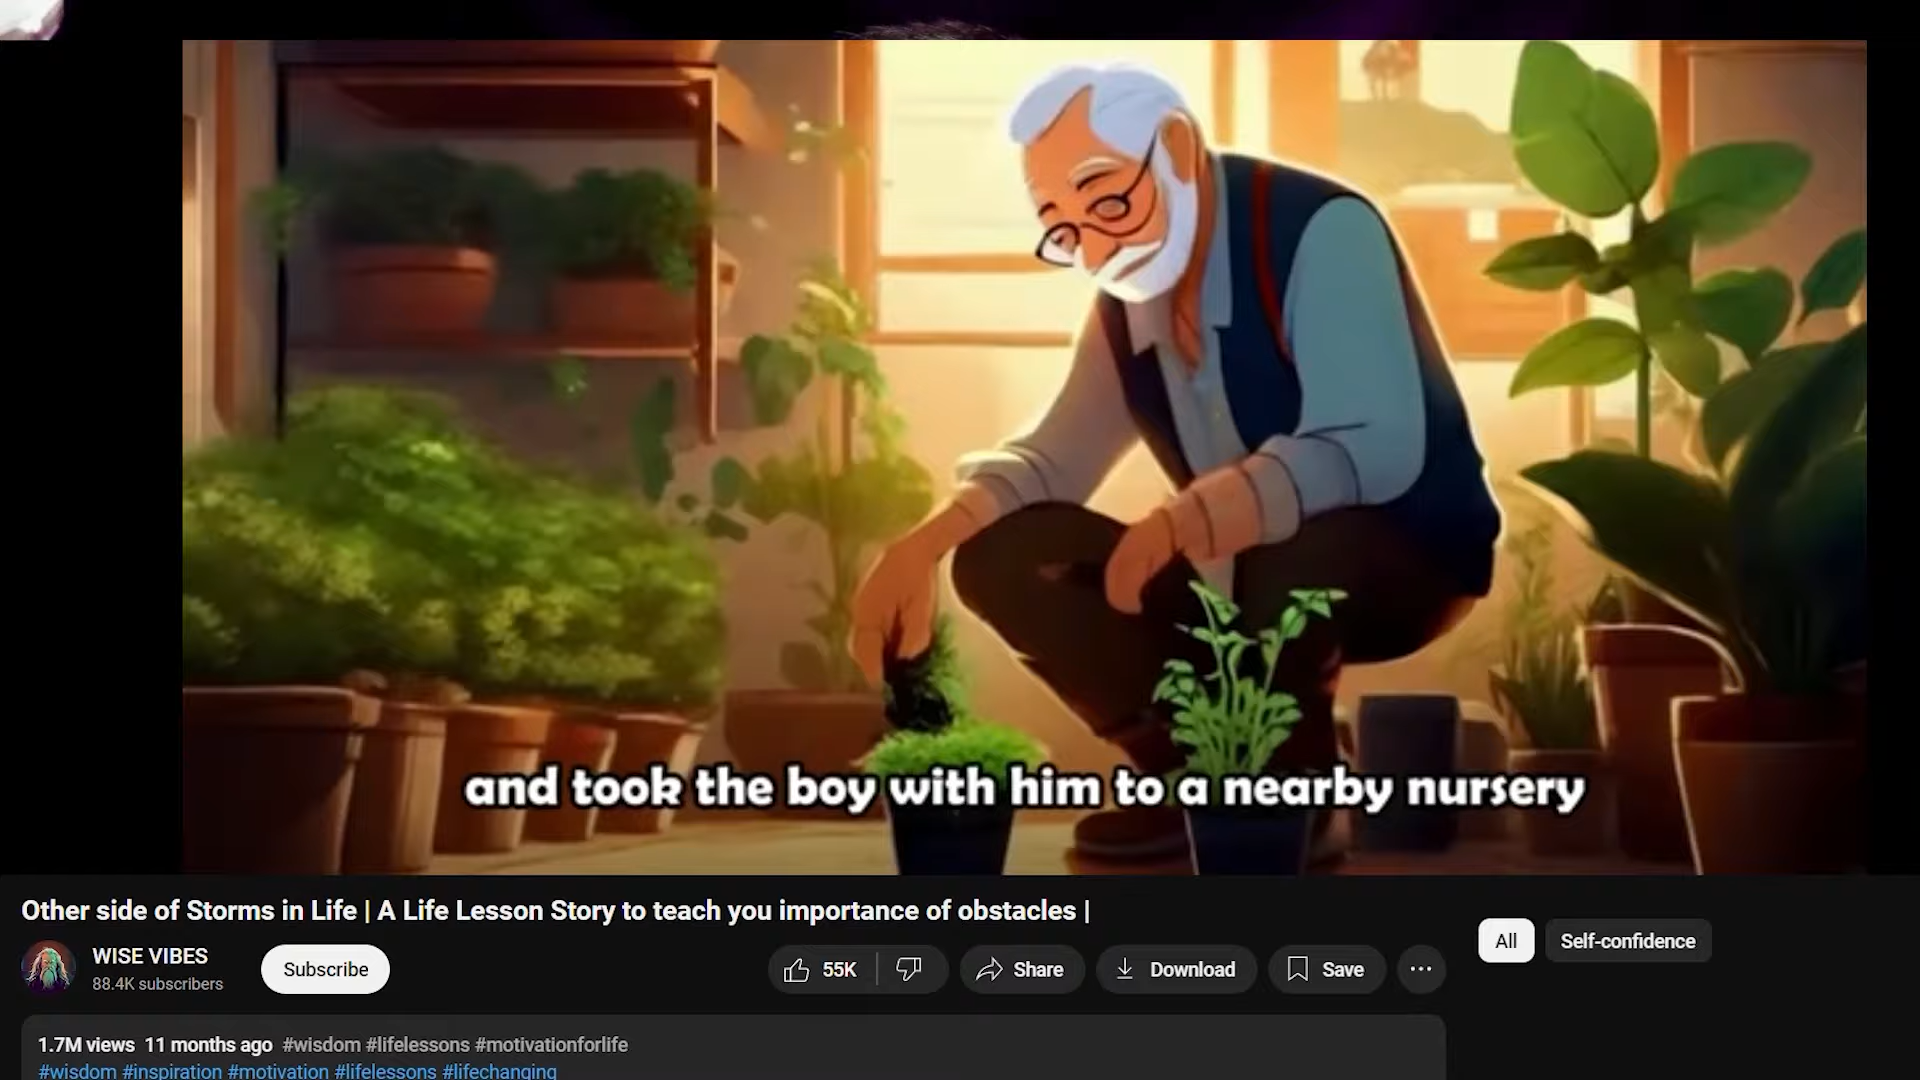 and took the boy with him to a nearby nursery
Other side of Storms in Life | A Life Lesson Story to teach you importance of obstacles |
WISE VIBES
88.4K subscribers
Subscribe
55K
Share
Download
Save
All
Self-confidence
1.7M views 11 months ago #wisdom #lifelessons #motivationforlife
#wisdom #inspiration #motivation #lifelessons #lifechanging